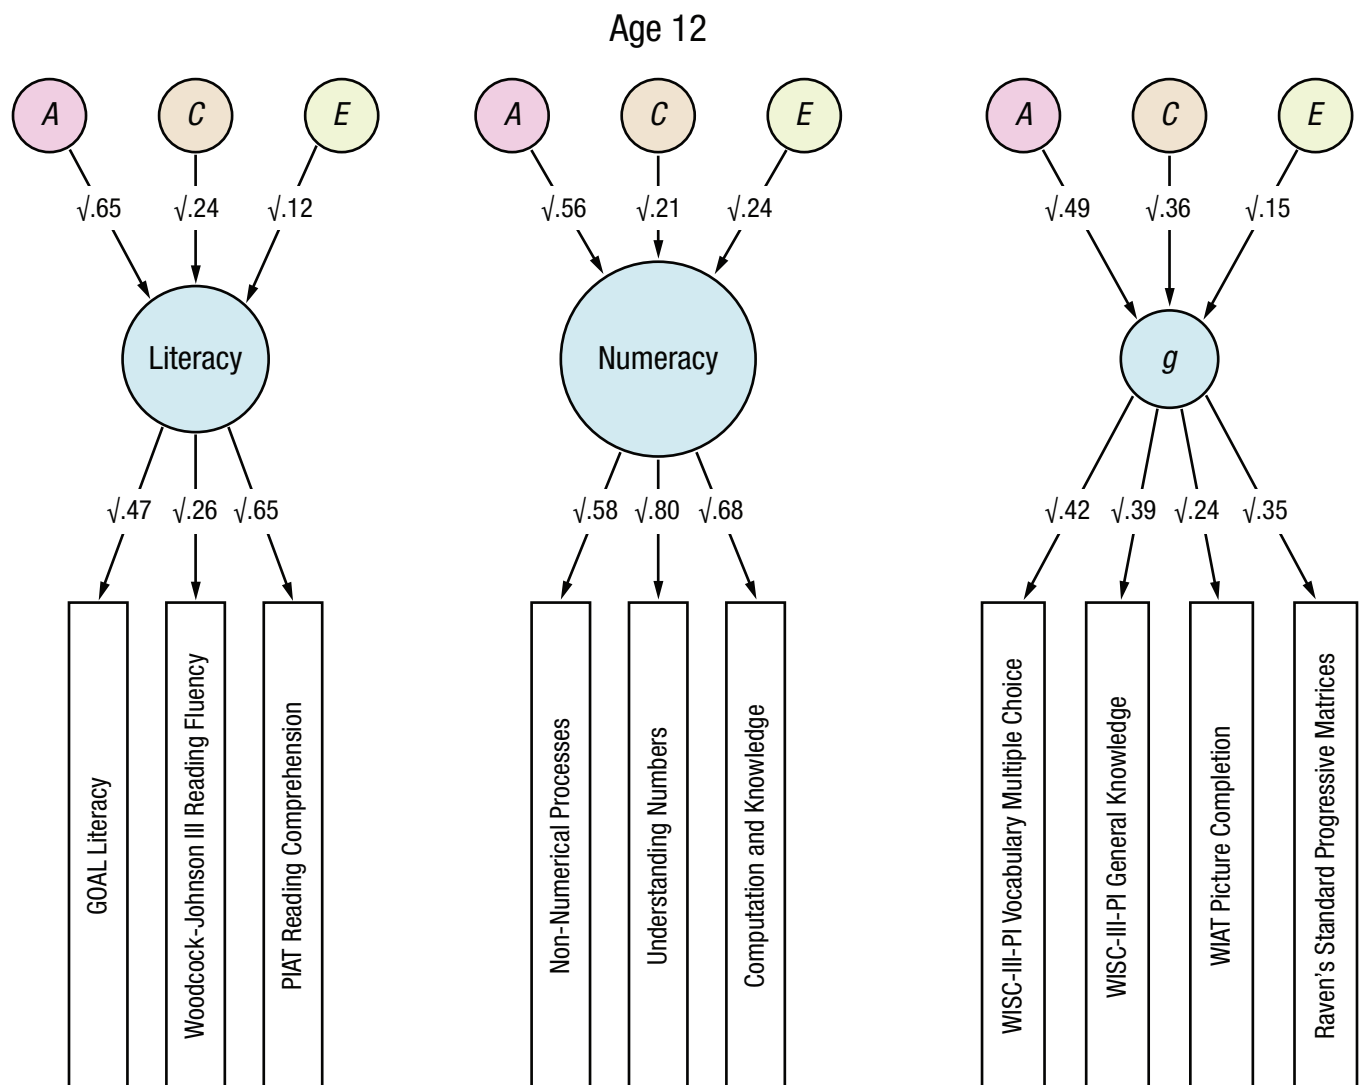 Age 12
A C E A C E A C E
√.65 √.24 √.12 √.56 √.21 √.24 √.49 √.36 √.15
Literacy Numeracy g
√.47 √.26 √.65 √.58 √.80 √.68 √.42 √.39 √.24 √.35
GOAL Literacy
Woodcock-Johnson III Reading Fluency
PIAT Reading Comprehension
Non-Numerical Processes
Understanding Numbers
Computation and Knowledge
WISC-III-PI Vocabulary Multiple Choice
WISC-III-PI General Knowledge
WIAT Picture Completion
Raven's Standard Progressive Matrices